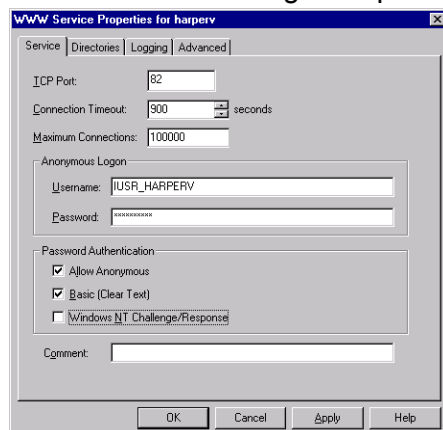 WWW Service Properties for harperv
Service Directories Logging Advanced
TCP Port: 82
Connection Timeout: 900 seconds
Maximum Connections: 100000
Anonymous Logon
Username: IUSR_HARPERV
Password: **********
Password Authentication
Allow Anonymous
Basic (Clear Text)
Windows NT Challenge/Response
Comment:
OK Cancel Apply Help